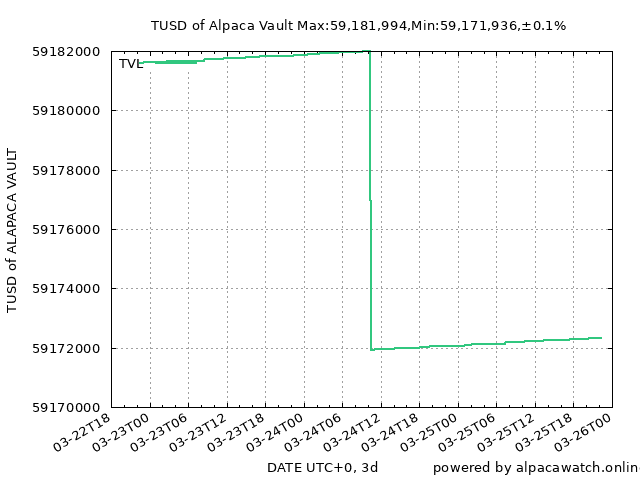 TUSD of Alpaca Vault Max:59,181,994,Min:59,171,936,±0.1%
59182000
TVL
59180000
59178000
59176000
59174000
59172000
59170000
TUSD of ALAPACA VAULT
03-22T18
03-23T00
03-23T06
03-23T12
03-23T18
03-24T00
03-24T06
03-24T12
03-24T18
03-25T00
03-25T06
03-25T12
03-25T18
03-26T00
DATE UTC+0, 3d
powered by alpacawatch.onlin